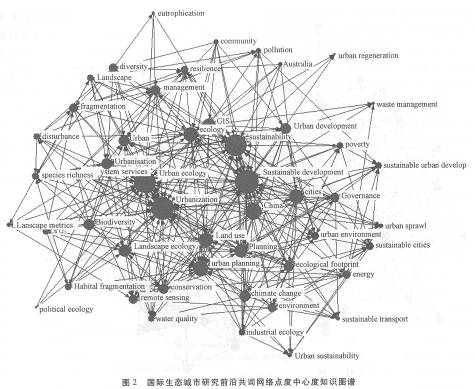 eutrophication
community
pollution
urban regeneration
diversity
resilience
Australia
Landscape
management
fragmentation
GIS
Urban development
waste management
disturbance
Urban
ecology
sustainability
poverty
Urbanisation
sustainable urban develop
species richness
ystem services
Urban ecology
Sustainable development
cities
Governance
Urbanization
China
Lanscape metrics
Biodiversity
urban sprawl
Land use
urban environment
Landscape ecology
Planning
sustainable cities
urban planning
ecological footprint
energy
Habital fragmentation
conservation
remote sensing
chimate change
political ecology
environment
water quality
sustainable transport
industrial ecology
Urban sustainability
图 2 国际生态城市研究前沿共词网络点度中心度知识图谱